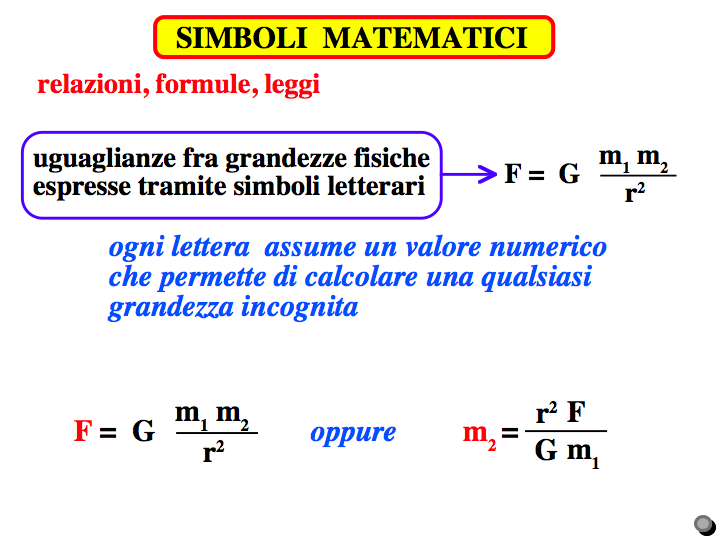 SIMBOLI MATEMATICI
relazioni, formule, leggi
uguaglianze fra grandezze fisiche
espresse tramite simboli letterari
F = G m₁ m₂ / r²
ogni lettera assume un valore numerico
che permette di calcolare una qualsiasi
grandezza incognita
F = G m₁ m₂ / r² oppure m₂ = r² F / G m₁